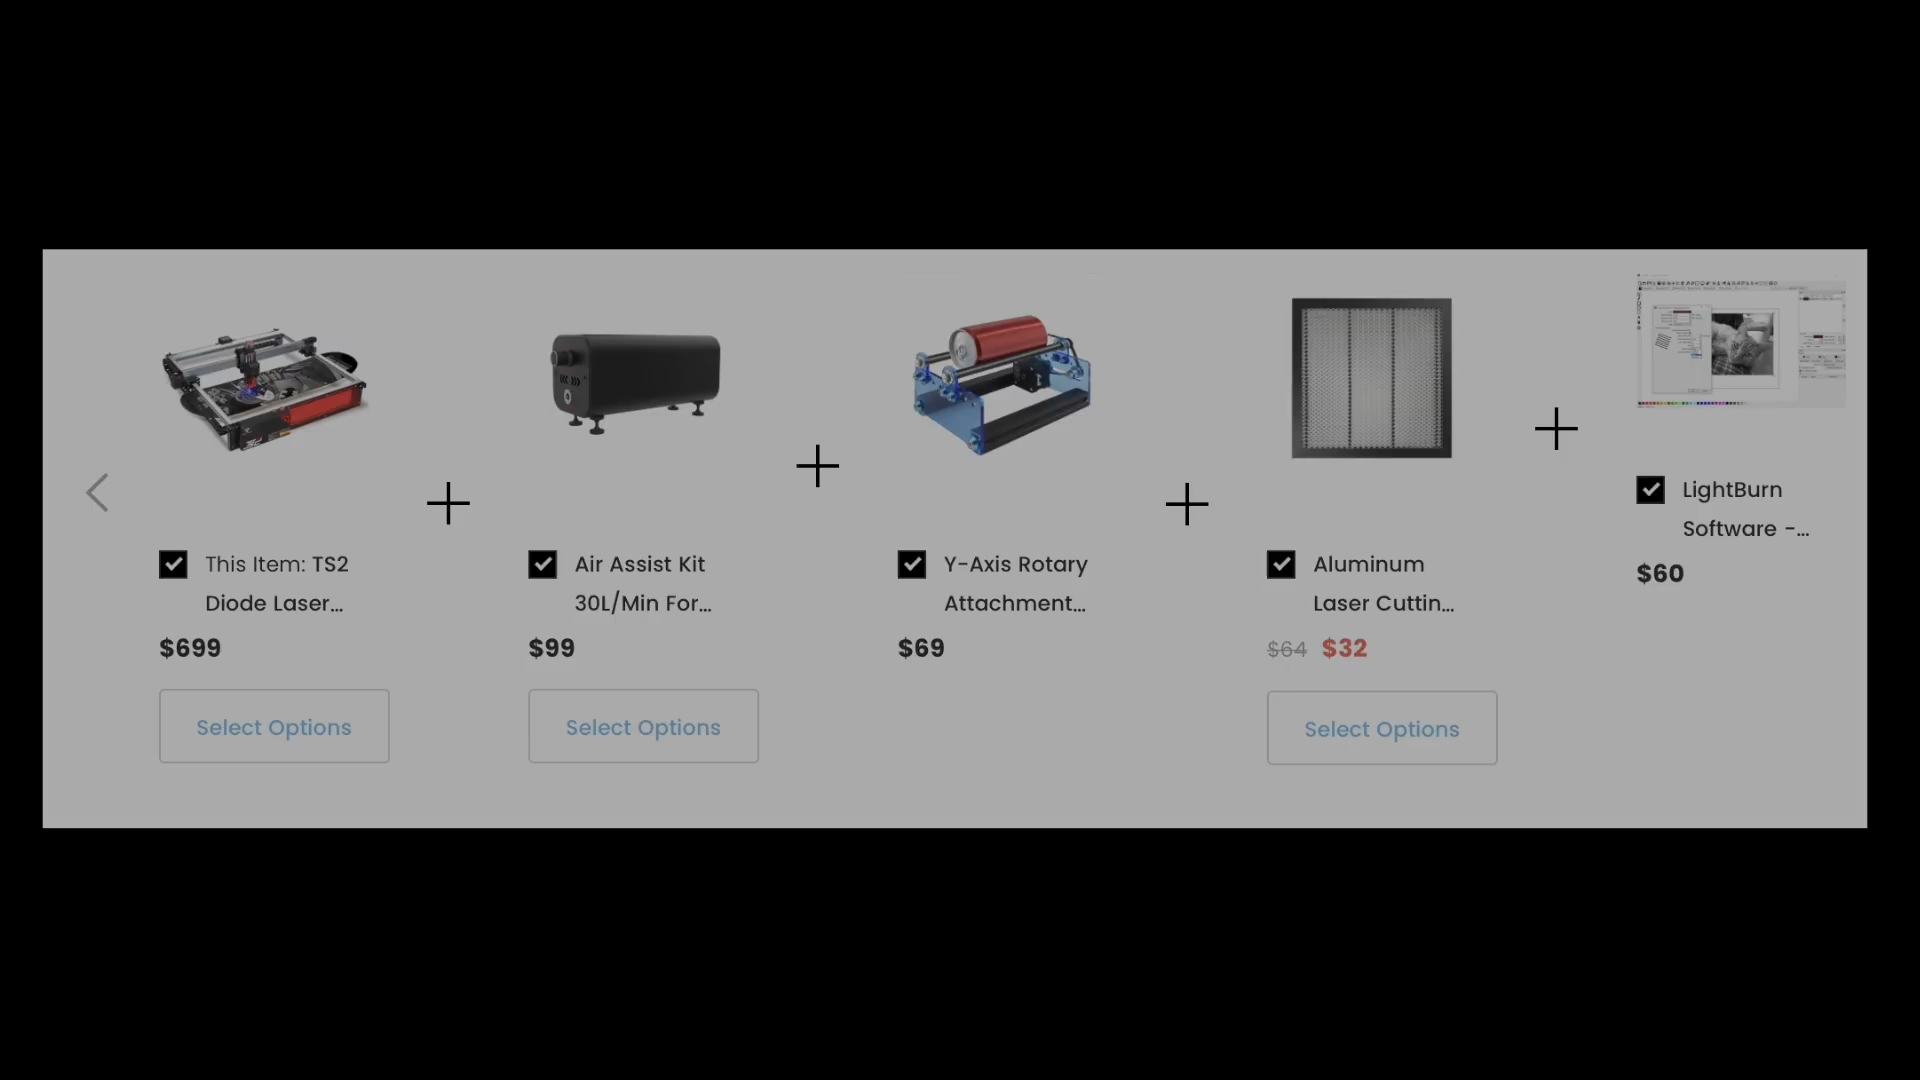 This Item: TS2
Diode Laser...
$699
Select Options
Air Assist Kit
30L/Min For...
$99
Select Options
Y-Axis Rotary
Attachment...
$69
Aluminum
Laser Cuttin...
$64 $32
Select Options
LightBurn
Software -...
$60